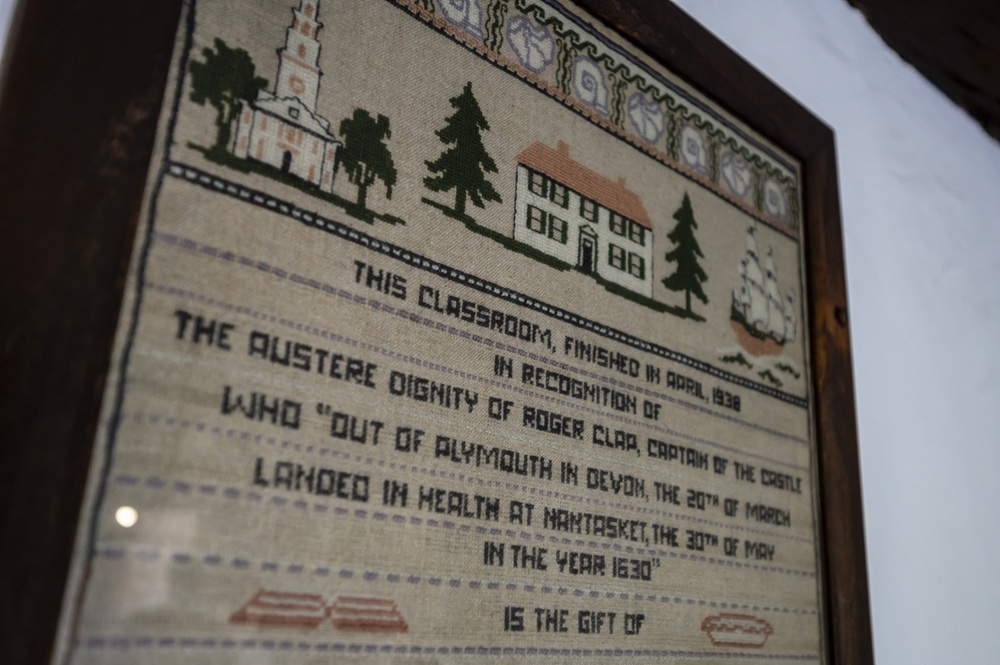 THIS CLASSROOM, FINISHED IN APRIL, 1938
IN RECOGNITION OF
THE AUSTERE DIGNITY OF ROGER CLAP, CAPTAIN OF THE CASTLE
WHO "OUT OF PLYMOUTH IN DEVON, THE 20TH OF MARCH
LANDED IN HEALTH AT NANTASKET, THE 30TH OF MAY
IN THE YEAR 1630"
IS THE GIFT OF